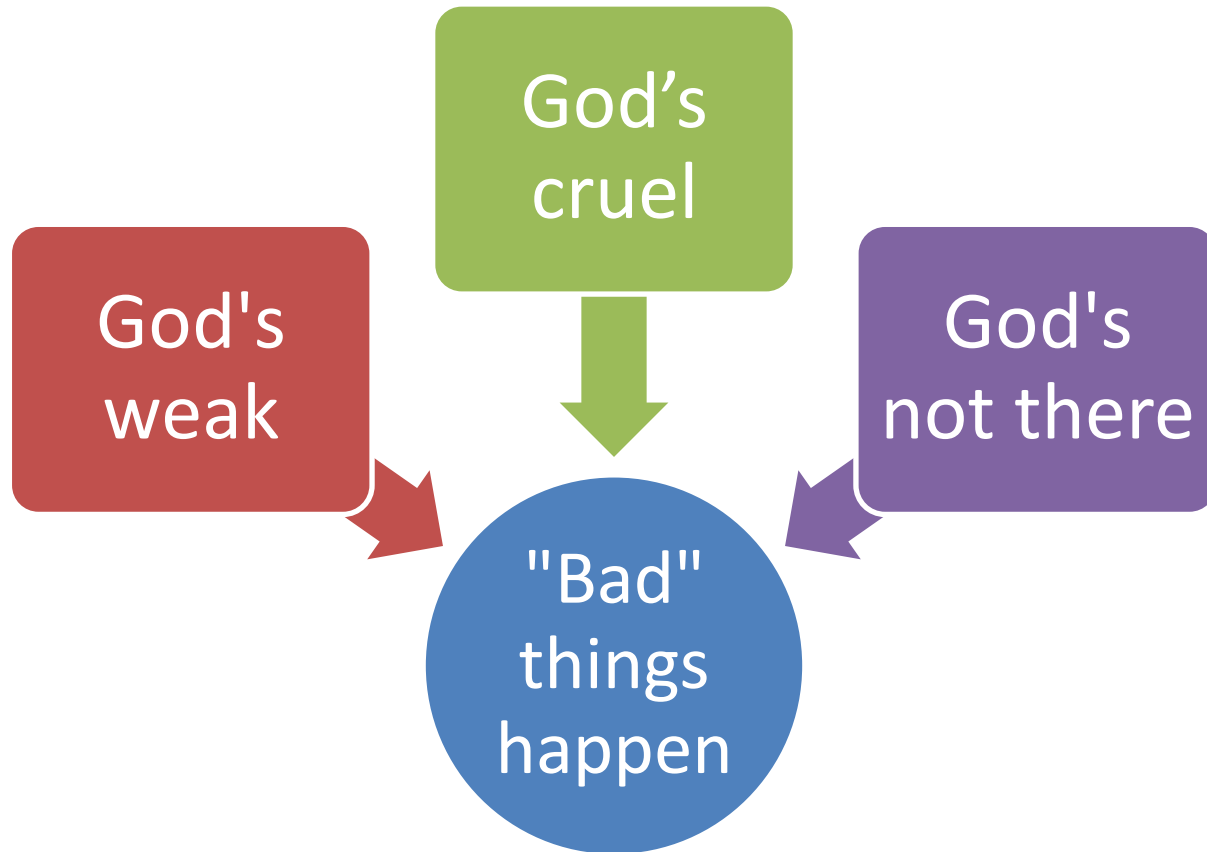 God’s
cruel
God's
weak
God's
not there
"Bad"
things
happen